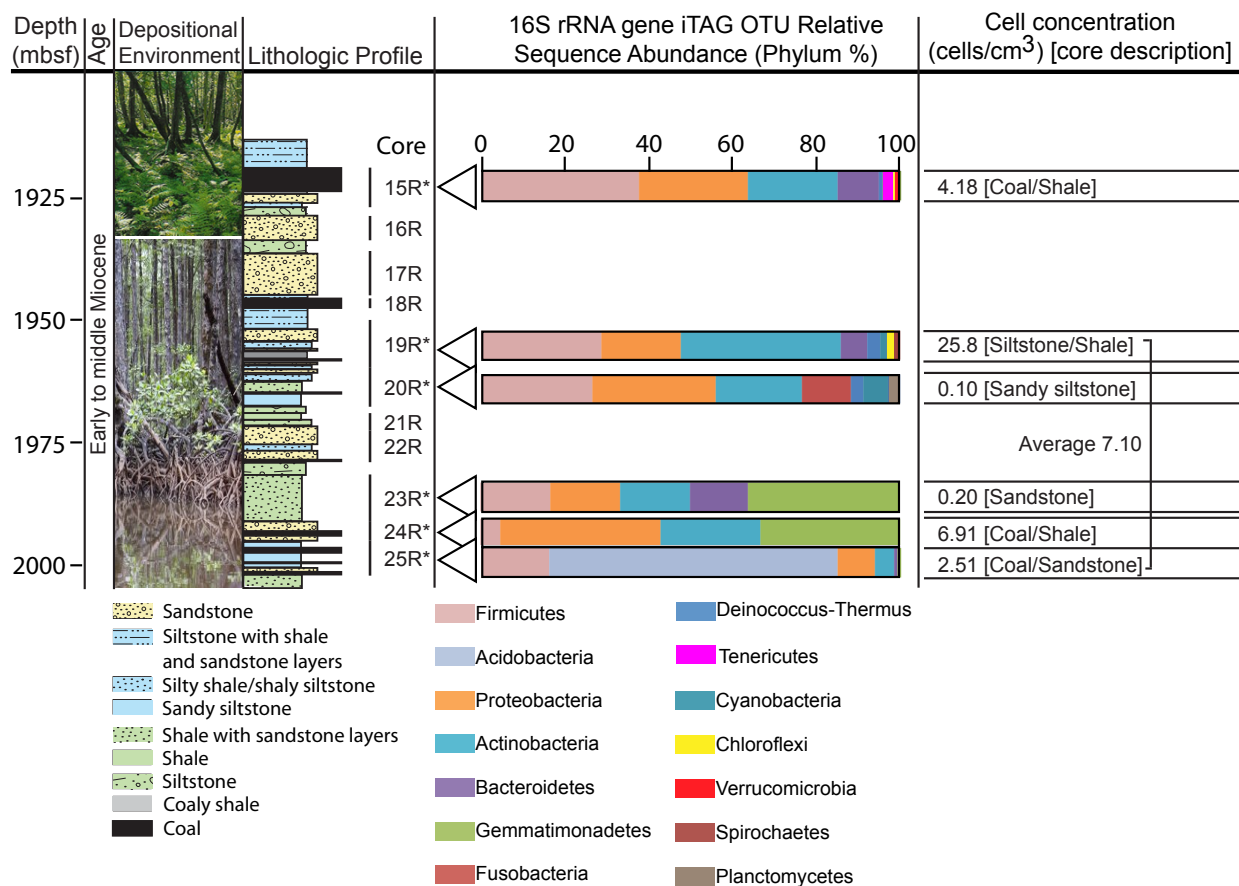 Depth
(mbsf)
Age
Depositional
Environment
Lithologic Profile
16S rRNA gene iTAG OTU Relative
Sequence Abundance (Phylum %)
Cell concentration
(cells/cm3) [core description]
Core
0 20 40 60 80 100
Early to middle Miocene
1925
1950
1975
2000
15R*
16R
17R
18R
19R*
20R*
21R
22R
23R*
24R*
25R*
4.18 [Coal/Shale]
25.8 [Siltstone/Shale]
0.10 [Sandy siltstone]
Average 7.10
0.20 [Sandstone]
6.91 [Coal/Shale]
2.51 [Coal/Sandstone]
Sandstone
Siltstone with shale
and sandstone layers
Silty shale/shaly siltstone
Sandy siltstone
Shale with sandstone layers
Shale
Siltstone
Coaly shale
Coal
Firmicutes
Acidobacteria
Proteobacteria
Actinobacteria
Bacteroidetes
Gemmatimonadetes
Fusobacteria
Deinococcus-Thermus
Tenericutes
Cyanobacteria
Chloroflexi
Verrucomicrobia
Spirochaetes
Planctomycetes